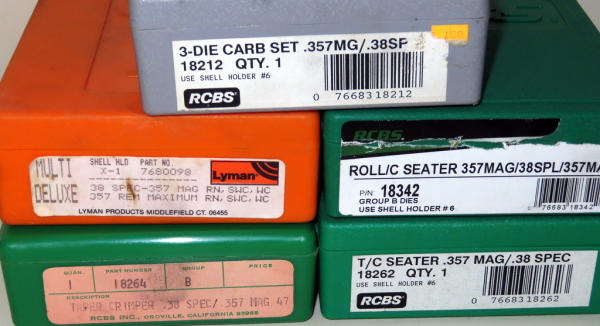 3-DIE CARB SET .357MG/.38SP
18212 QTY. 1
USE SHELL HOLDER #6
RCBS
0 76683 18212
MULTI
DELUXE
SHELL HLD PART NO.
X-1 7680098
Lyman
38 SPEC-357 MAG RN, SWC, WC
357 REM MAXIMUM RN, SWC, WC
LYMAN PRODUCTS MIDDLEFIELD CT. 06455
RCBS
ROLL/C SEATER 357MAG/38SPL/357MA
P/N: 18342
GROUP B DIES
USE SHELL HOLDER # 6
76683 18342
QUAN. PART NUMBER GROUP PRICE
1 18264 B
DESCRIPTION
TAPER CRIMPER .38 SPEC/.357 MAG 47
RCBS INC., OROVILLE, CALIFORNIA 95965
T/C SEATER .357 MAG/.38 SPEC
18262 QTY. 1
USE SHELL HOLDER #6
RCBS
0 76683 18262